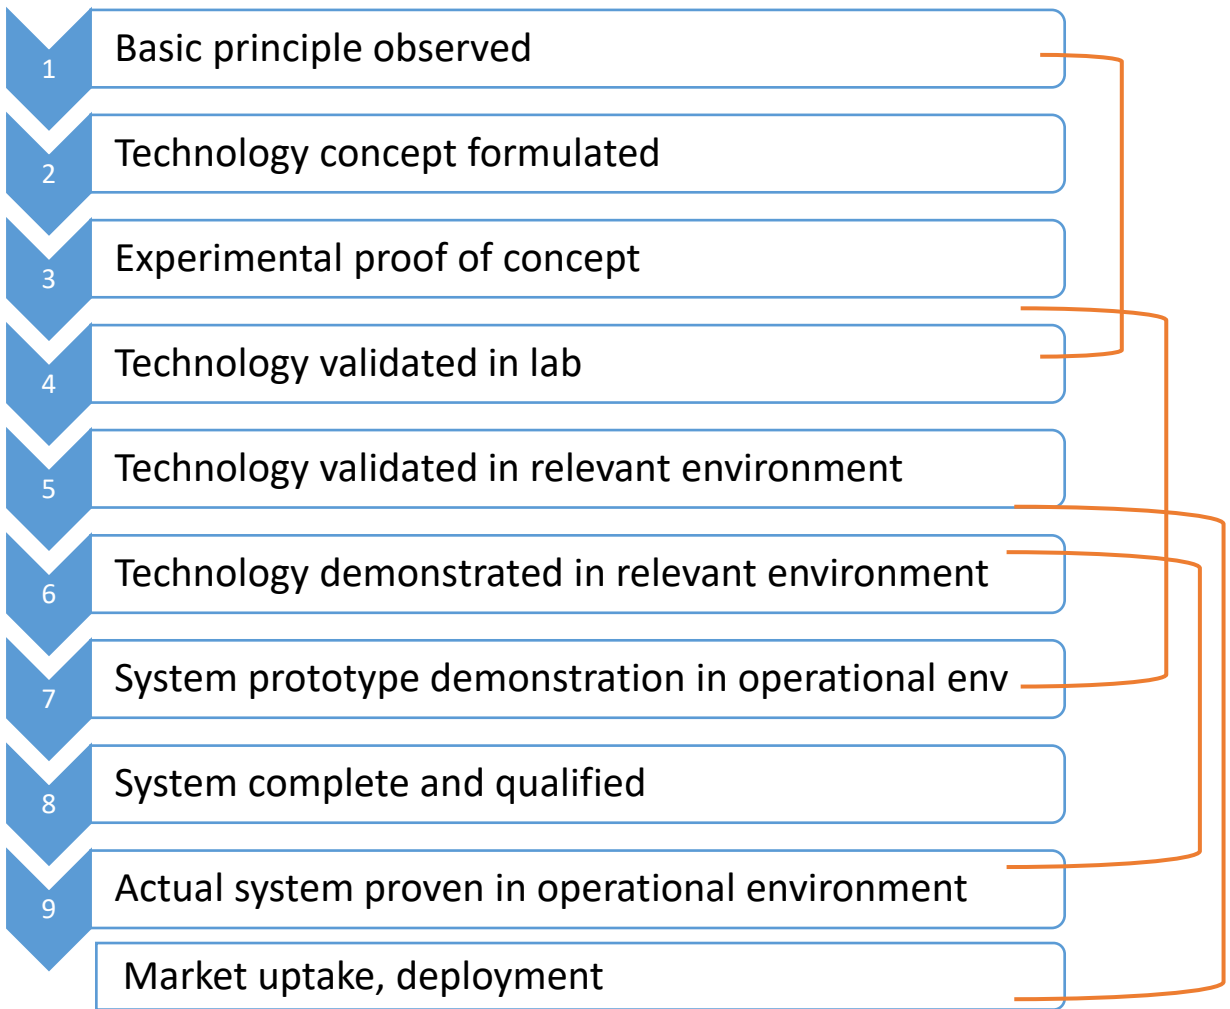 1 Basic principle observed
2 Technology concept formulated
3 Experimental proof of concept
4 Technology validated in lab
5 Technology validated in relevant environment
6 Technology demonstrated in relevant environment
7 System prototype demonstration in operational env
8 System complete and qualified
9 Actual system proven in operational environment
Market uptake, deployment